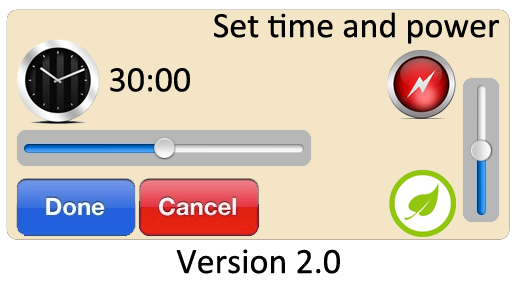 Set time and power
30:00
Done
Cancel
Version 2.0